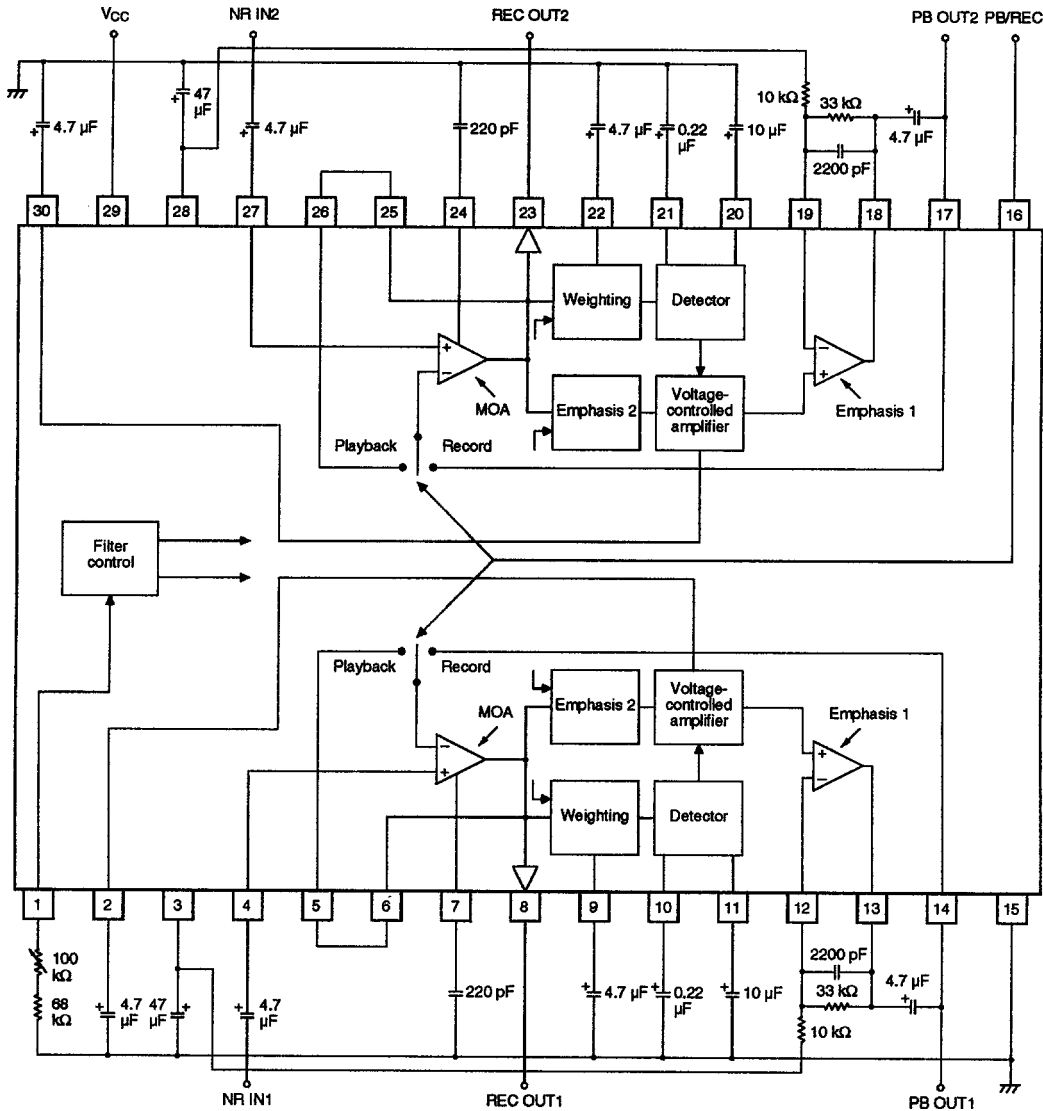 VCC
NR IN2
REC OUT2
PB OUT2 PB/REC
4.7 µF
47
µF
4.7 µF
220 pF
4.7 µF
0.22
µF
10 µF
10 kΩ
33 kΩ
4.7 µF
2200 pF
30
29
28
27
26
25
24
23
22
21
20
19
18
17
16
Weighting
Detector
MOA
Emphasis 2
Voltage-
controlled
amplifier
Emphasis 1
Playback
Record
Filter
control
Playback
Record
MOA
Emphasis 2
Voltage-
controlled
amplifier
Emphasis 1
Weighting
Detector
1
2
3
4
5
6
7
8
9
10
11
12
13
14
15
100
kΩ
68
kΩ
4.7
µF
47
µF
4.7
µF
220 pF
4.7 µF
0.22
µF
10 µF
2200 pF
33 kΩ
10 kΩ
4.7 µF
NR IN1
REC OUT1
PB OUT1